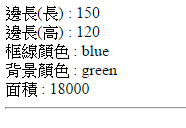 邊長(長) : 150
邊長(高) : 120
框線顏色 : blue
背景顏色 : green
面積 : 18000